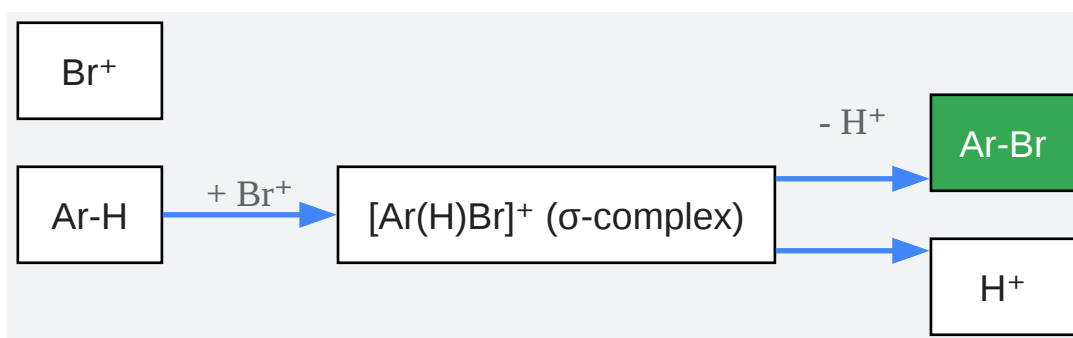 Br⁺
Ar-H
+ Br⁺
[Ar(H)Br]⁺ (σ-complex)
- H⁺
Ar-Br
H⁺